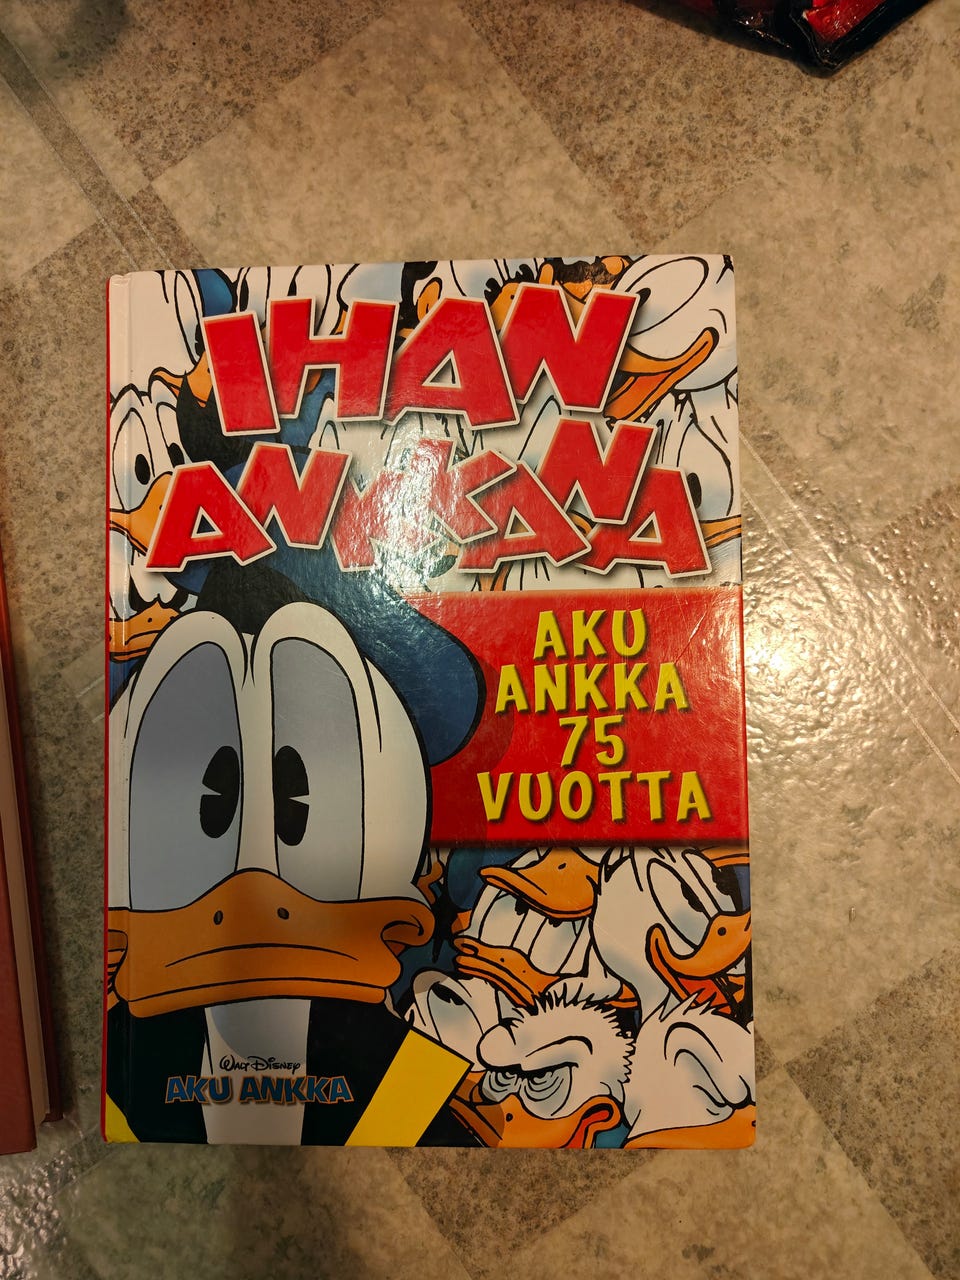 IHAN
ANKKANA
AKU
ANKKA
75
VUOTTA
WALT DISNEY
AKU ANKKA